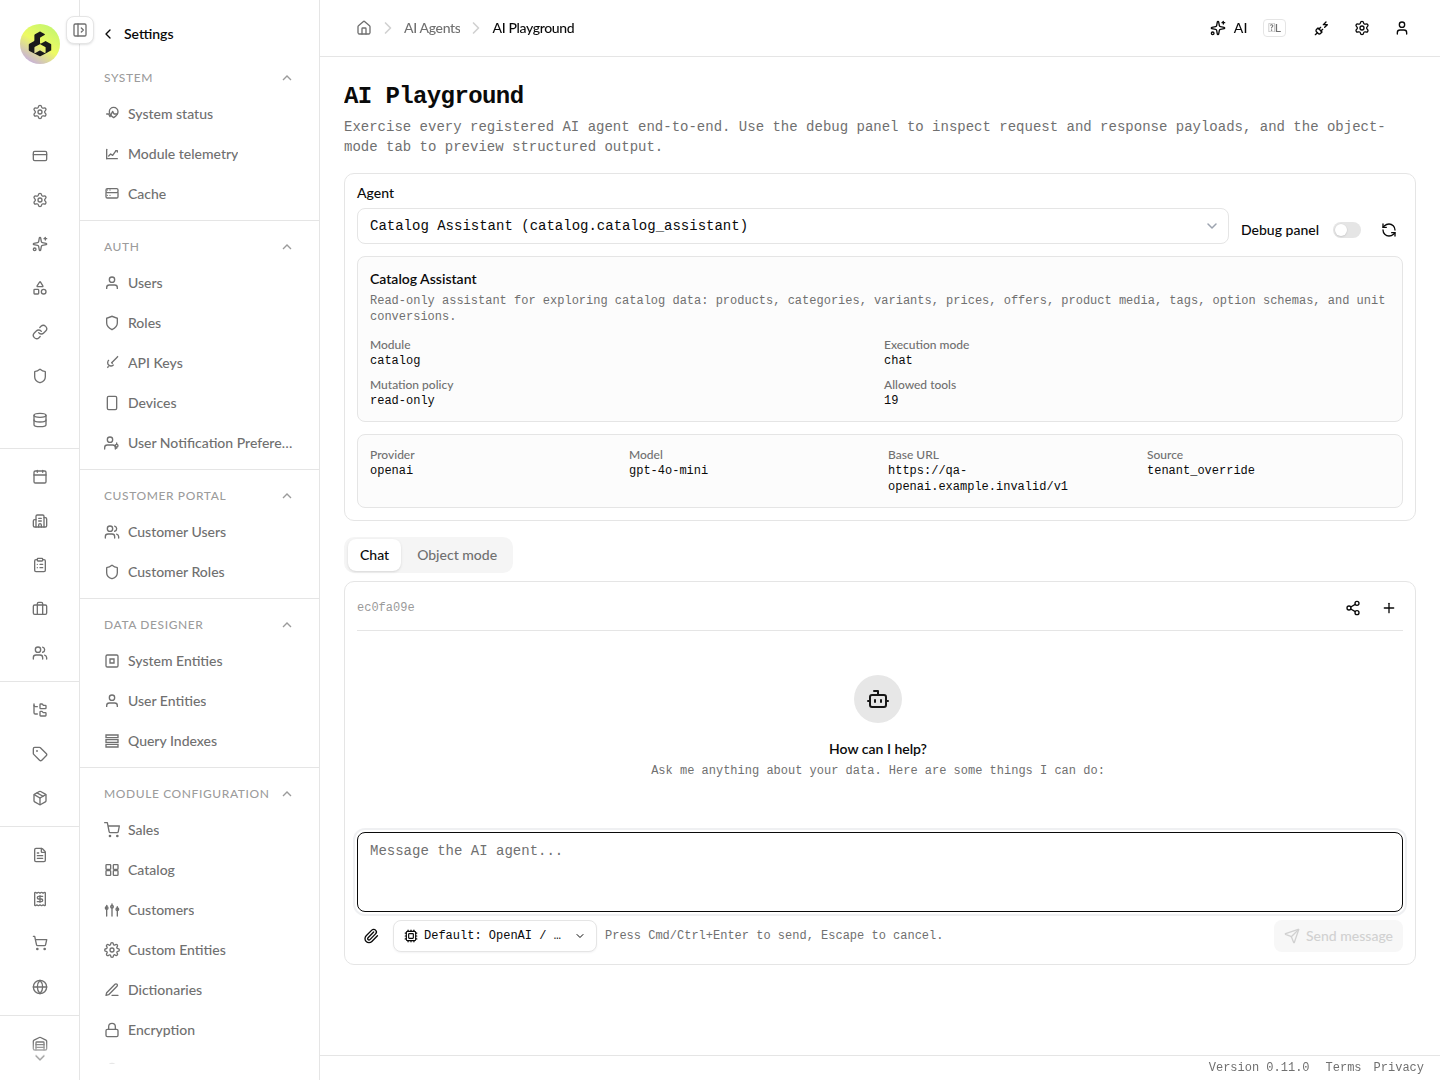 Settings
SYSTEM
System status
Module telemetry
Cache
AUTH
Users
Roles
API Keys
Devices
User Notification Prefere...
CUSTOMER PORTAL
Customer Users
Customer Roles
DATA DESIGNER
System Entities
User Entities
Query Indexes
MODULE CONFIGURATION
Sales
Catalog
Customers
Custom Entities
Dictionaries
Encryption
AI Agents
AI Playground
AI
L
AI Playground
Exercise every registered AI agent end-to-end. Use the debug panel to inspect request and response payloads, and the object-
mode tab to preview structured output.
Agent
Catalog Assistant (catalog.catalog_assistant)
Debug panel
Catalog Assistant
Read-only assistant for exploring catalog data: products, categories, variants, prices, offers, product media, tags, option schemas, and unit
conversions.
Module
catalog
Execution mode
chat
Mutation policy
read-only
Allowed tools
19
Provider
openai
Model
gpt-4o-mini
Base URL
https://qa-
openai.example.invalid/v1
Source
tenant_override
Chat
Object mode
ec0fa09e
How can I help?
Ask me anything about your data. Here are some things I can do:
Message the AI agent...
Default: OpenAI / …
Press Cmd/Ctrl+Enter to send, Escape to cancel.
Send message
Version 0.11.0
Terms
Privacy